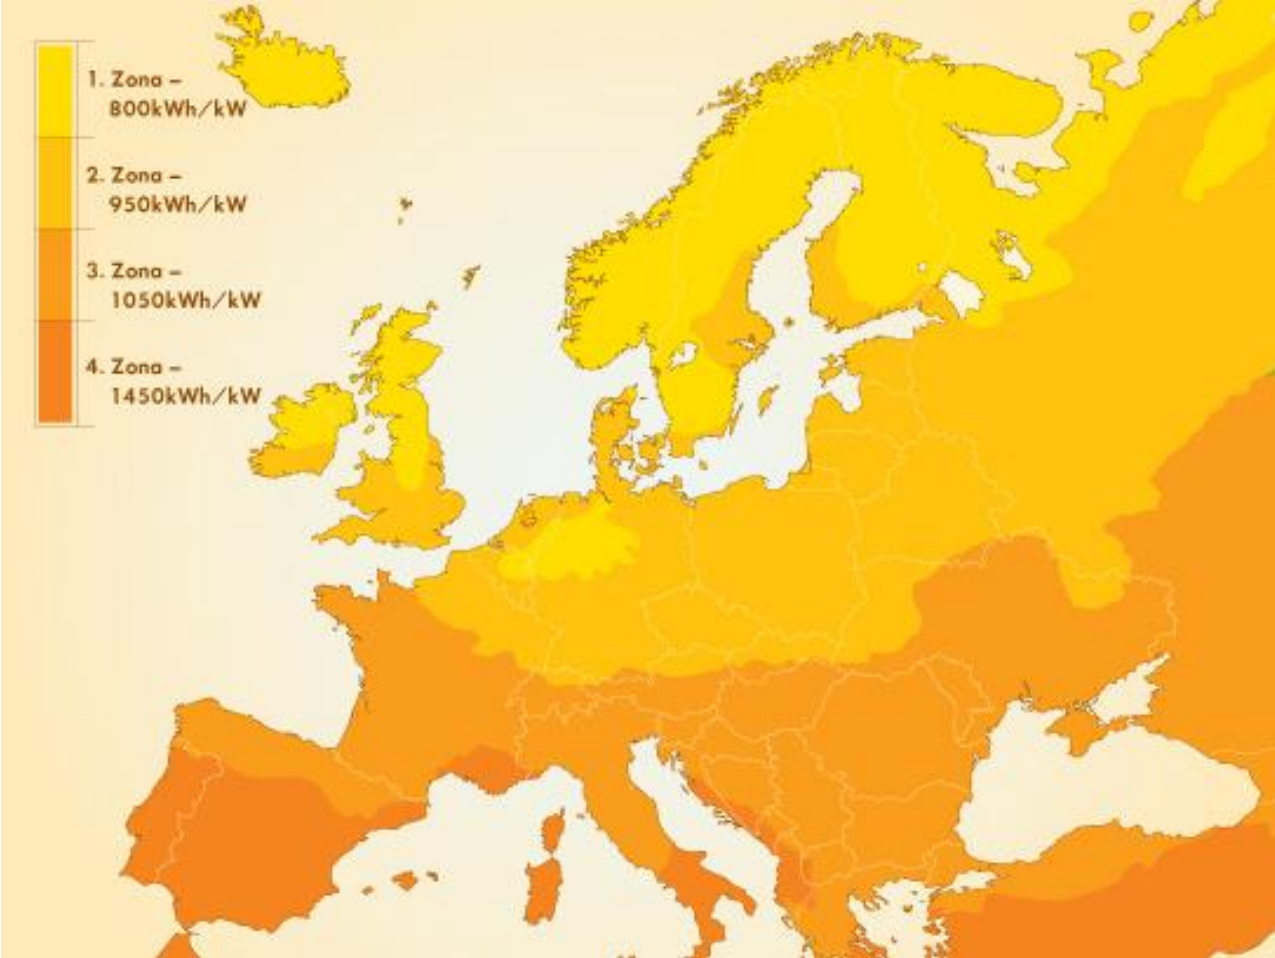 1. Zona –
800kWh/kW
2. Zona –
950kWh/kW
3. Zona –
1050kWh/kW
4. Zona –
1450kWh/kW